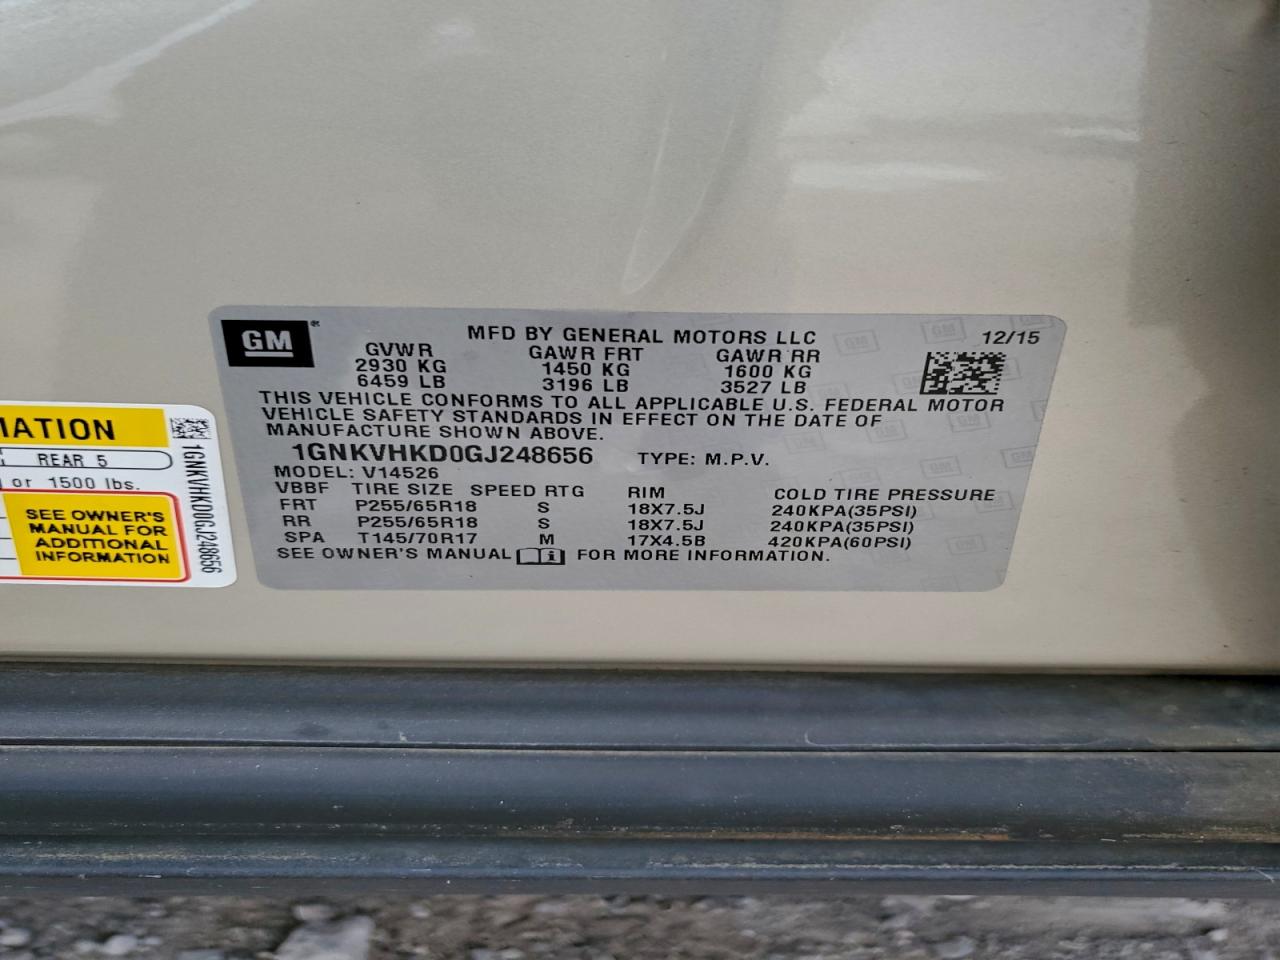 GM
MFD BY GENERAL MOTORS LLC 12/15
GVWR GAWR FRT GAWR RR
2930 KG 1450 KG 1600 KG
6459 LB 3196 LB 3527 LB
THIS VEHICLE CONFORMS TO ALL APPLICABLE U.S. FEDERAL MOTOR
VEHICLE SAFETY STANDARDS IN EFFECT ON THE DATE OF
MANUFACTURE SHOWN ABOVE.
1GNKVHKD0GJ248656 TYPE: M.P.V.
MODEL: V14526
VBBF TIRE SIZE SPEED RTG RIM COLD TIRE PRESSURE
FRT P255/65R18 S 18X7.5J 240KPA(35PSI)
RR P255/65R18 S 18X7.5J 240KPA(35PSI)
SPA T145/70R17 M 17X4.5B 420KPA(60PSI)
SEE OWNER'S MANUAL FOR MORE INFORMATION.
MATION
REAR 5
or 1500 lbs.
SEE OWNER'S
MANUAL FOR
ADDITIONAL
INFORMATION
1GNKVHKD0GJ248656